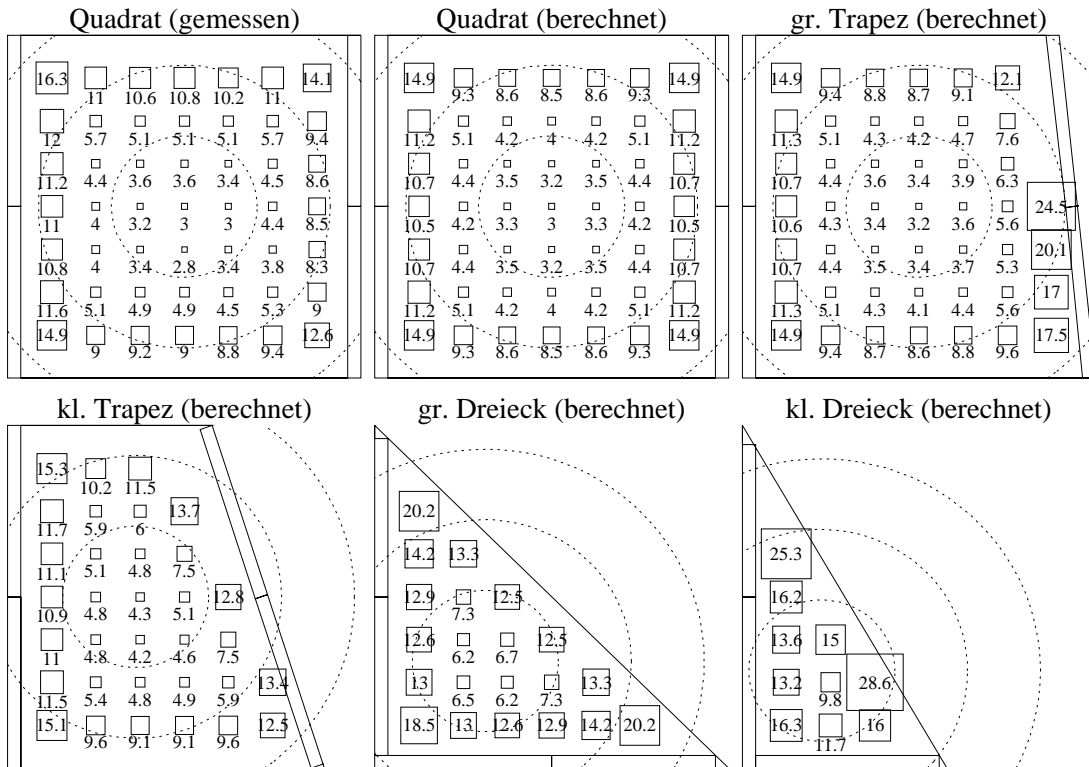 Quadrat (gemessen) Quadrat (berechnet) gr. Trapez (berechnet)
16.3 11 10.6 10.8 10.2 11 14.1 14.9 9.3 8.6 8.5 8.6 9.3 14.9 14.9 9.4 8.8 8.7 9.1 12.1
12 5.7 5.1 5.1 5.1 5.7 9.4 11.2 5.1 4.2 4 4.2 5.1 11.2 11.3 5.1 4.3 4.2 4.7 7.6
11.2 4.4 3.6 3.6 3.4 4.5 8.6 10.7 4.4 3.5 3.2 3.5 4.4 10.7 10.7 4.4 3.6 3.4 3.9 6.3
11 4 3.2 3 3 4.4 8.5 10.5 4.2 3.3 3 3.3 4.2 10.5 10.6 4.3 3.4 3.2 3.6 5.6 24.5
10.8 4 3.4 2.8 3.4 3.8 8.3 10.7 4.4 3.5 3.2 3.5 4.4 10.7 10.7 4.4 3.5 3.4 3.7 5.3 20.1
11.6 5.1 4.9 4.9 4.5 5.3 9 11.2 5.1 4.2 4 4.2 5.1 11.2 11.3 5.1 4.3 4.1 4.4 5.6 17
14.9 9 9.2 9 8.8 9.4 12.6 14.9 9.3 8.6 8.5 8.6 9.3 14.9 14.9 9.4 8.7 8.6 8.8 9.6 17.5
kl. Trapez (berechnet) gr. Dreieck (berechnet) kl. Dreieck (berechnet)
15.3 10.2 11.5
11.7 5.9 6 13.7 20.2
11.1 5.1 4.8 7.5 14.2 13.3 25.3
10.9 4.8 4.3 5.1 12.8 12.9 7.3 12.5 16.2
11 4.8 4.2 4.6 7.5 12.6 6.2 6.7 12.5 13.6 15
11.5 5.4 4.8 4.9 5.9 13.4 13 6.5 6.2 7.3 13.3 13.2 9.8 28.6
15.1 9.6 9.1 9.1 9.6 12.5 18.5 13 12.6 12.9 14.2 20.2 16.3 11.7 16